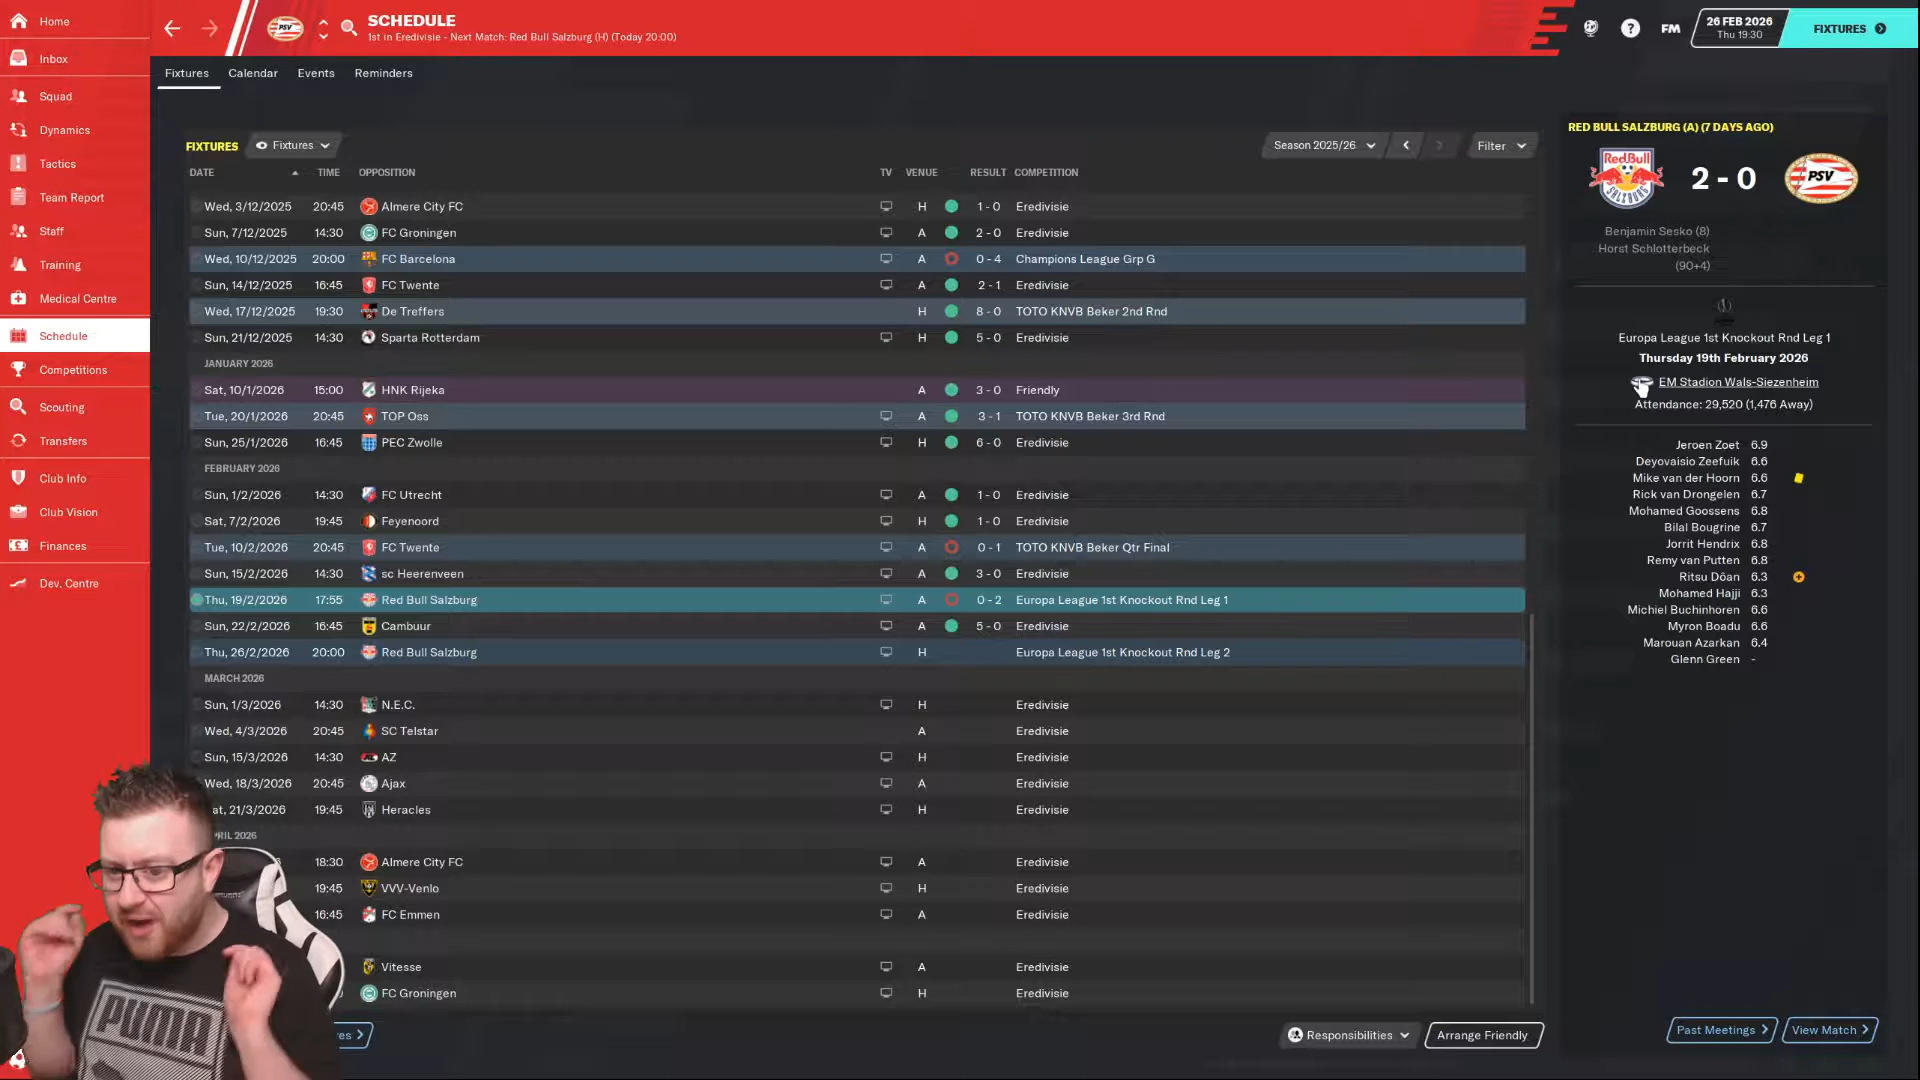 Home
Inbox
Squad
Dynamics
Tactics
Team Report
Staff
Training
Medical Centre
Schedule
Competitions
Scouting
Transfers
Club Info
Club Vision
Finances
Dev. Centre
PSV
SCHEDULE
1st in Eredivisie - Next Match: Red Bull Salzburg (H) (Today 20:00)
?
FM
26 FEB 2026
Thu 19:30
FIXTURES
Fixtures Calendar Events Reminders
FIXTURES Fixtures
Season 2025/26 Filter
DATE TIME OPPOSITION TV VENUE RESULT COMPETITION
Wed, 3/12/2025 20:45 Almere City FC H 1 - 0 Eredivisie
Sun, 7/12/2025 14:30 FC Groningen A 2 - 0 Eredivisie
Wed, 10/12/2025 20:00 FC Barcelona A 0 - 4 Champions League Grp G
Sun, 14/12/2025 16:45 FC Twente A 2 - 1 Eredivisie
Wed, 17/12/2025 19:30 De Treffers H 8 - 0 TOTO KNVB Beker 2nd Rnd
Sun, 21/12/2025 14:30 Sparta Rotterdam H 5 - 0 Eredivisie
JANUARY 2026
Sat, 10/1/2026 15:00 HNK Rijeka A 3 - 0 Friendly
Tue, 20/1/2026 20:45 TOP Oss A 3 - 1 TOTO KNVB Beker 3rd Rnd
Sun, 25/1/2026 16:45 PEC Zwolle H 6 - 0 Eredivisie
FEBRUARY 2026
Sun, 1/2/2026 14:30 FC Utrecht A 1 - 0 Eredivisie
Sat, 7/2/2026 19:45 Feyenoord H 1 - 0 Eredivisie
Tue, 10/2/2026 20:45 FC Twente A 0 - 1 TOTO KNVB Beker Qtr Final
Sun, 15/2/2026 14:30 sc Heerenveen A 3 - 0 Eredivisie
Thu, 19/2/2026 17:55 Red Bull Salzburg A 0 - 2 Europa League 1st Knockout Rnd Leg 1
Sun, 22/2/2026 16:45 Cambuur A 5 - 0 Eredivisie
Thu, 26/2/2026 20:00 Red Bull Salzburg H Europa League 1st Knockout Rnd Leg 2
MARCH 2026
Sun, 1/3/2026 14:30 N.E.C. H Eredivisie
Wed, 4/3/2026 20:45 SC Telstar A Eredivisie
Sun, 15/3/2026 14:30 AZ H Eredivisie
Wed, 18/3/2026 20:45 Ajax A Eredivisie
at, 21/3/2026 19:45 Heracles H Eredivisie
PRIL 2026
18:30 Almere City FC A Eredivisie
19:45 VVV-Venlo H Eredivisie
16:45 FC Emmen A Eredivisie
Vitesse A Eredivisie
FC Groningen H Eredivisie
es
Responsibilities
Arrange Friendly
RED BULL SALZBURG (A) (7 DAYS AGO)
RedBull SALZBURG 2 - 0 PSV
Benjamin Sesko (8)
Horst Schlotterbeck
(90+4)
Europa League 1st Knockout Rnd Leg 1
Thursday 19th February 2026
EM Stadion Wals-Siezenheim
Attendance: 29,520 (1,476 Away)
Jeroen Zoet 6.9
Deyovaisio Zeefuik 6.6
Mike van der Hoorn 6.6
Rick van Drongelen 6.7
Mohamed Goossens 6.8
Bilal Bougrine 6.7
Jorrit Hendrix 6.8
Remy van Putten 6.8
Ritsu Dôan 6.3
Mohamed Hajji 6.3
Michiel Buchinhoren 6.6
Myron Boadu 6.6
Marouan Azarkan 6.4
Glenn Green -
Past Meetings
View Match
PUMA